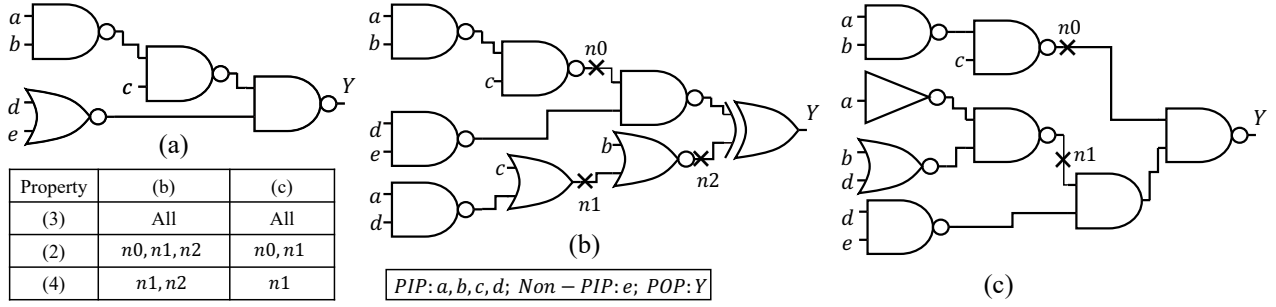 a
b
c
d
e
Y
(a)
Property (b) (c)
(3) All All
(2) n0, n1, n2 n0, n1
(4) n1, n2 n1
a
b
n0
c
d
e
Y
b
c
n2
a
n1
d
(b)
PIP: a, b, c, d; Non − PIP: e; POP: Y
a
b
n0
c
a
Y
b
n1
d
d
e
(c)